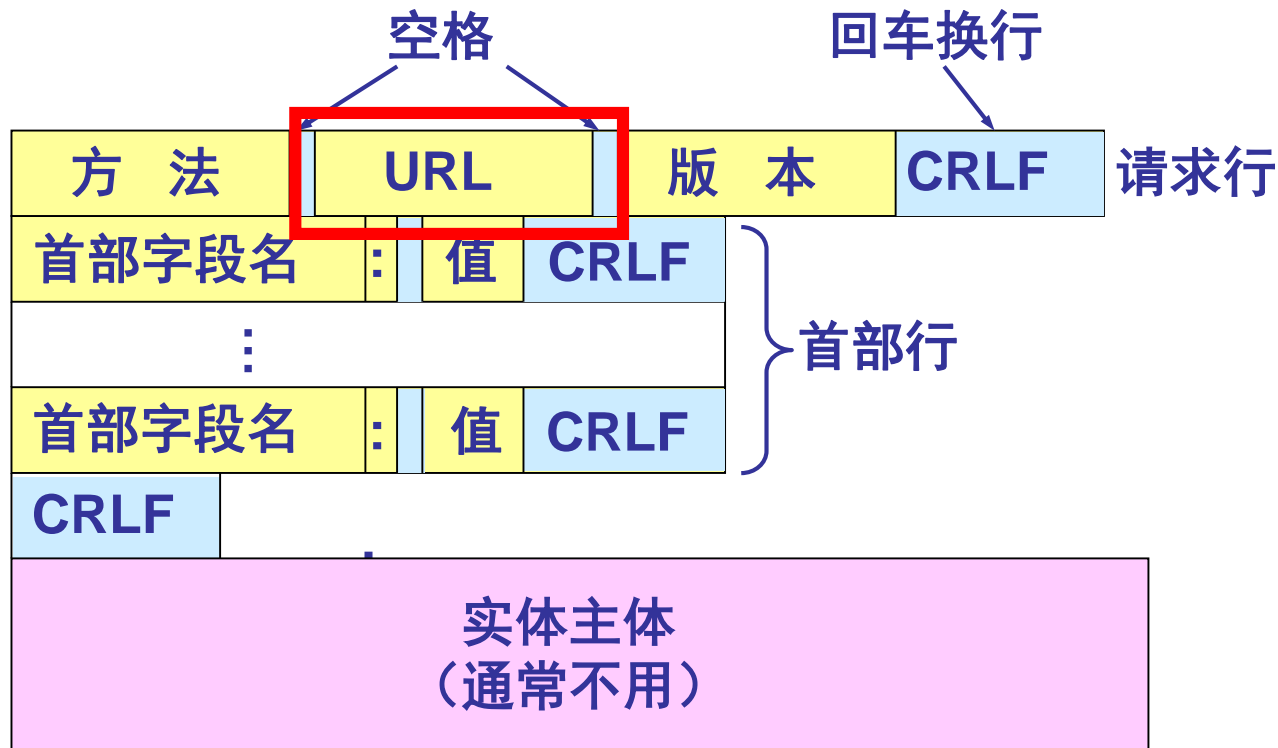 空格 回车换行
方 法 URL 版 本 CRLF 请求行
首部字段名 : 值 CRLF
⋮
首部行
首部字段名 : 值 CRLF
CRLF
实体主体
（通常不用）